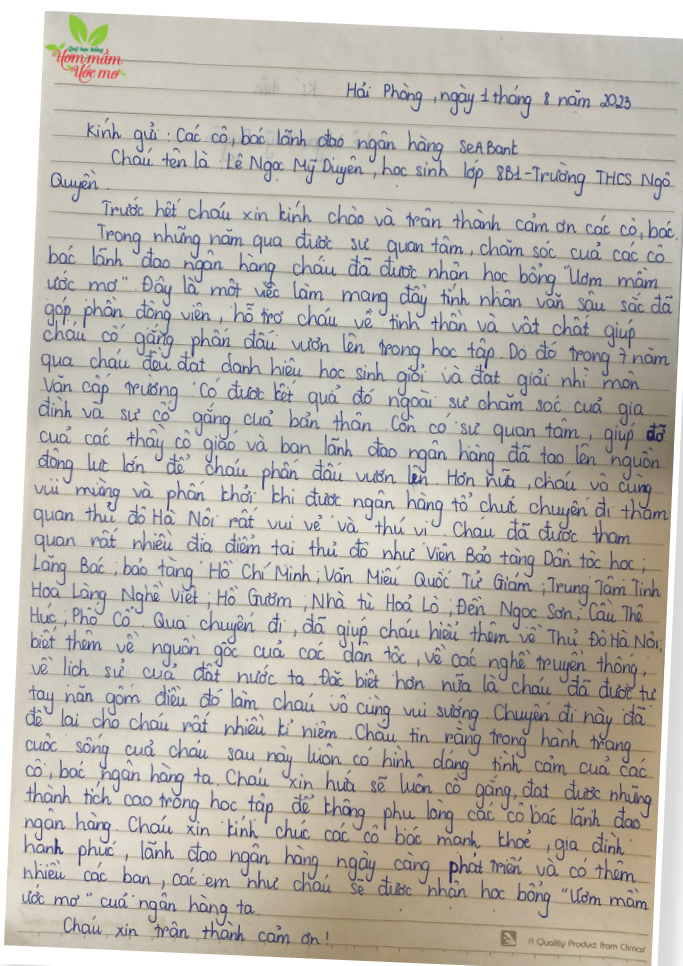 Quỹ học bổng
Ươm mầm
Ước mơ
Hải Phòng, ngày 1 tháng 8 năm 2023
Kính gửi: Các cô, bác lãnh đạo ngân hàng SeABank
Cháu tên là Lê Ngọc Mỹ Duyên, học sinh lớp 8B1-Trường THCS Ngô
Quyền.
Trước hết cháu xin kính chào và trân thành cảm ơn các cô, bác.
Trong những năm qua được sự quan tâm, chăm sóc của các cô
bác lãnh đạo ngân hàng cháu đã được nhận học bổng "Ươm mầm
ước mơ". Đây là một việc làm mang đầy tính nhân văn sâu sắc đã
góp phần động viên, hỗ trợ cháu về tinh thần và vật chất giúp
cháu cố gắng phấn đấu vươn lên trong học tập. Do đó trong 7 năm
qua cháu đều đạt danh hiệu học sinh giỏi và đạt giải nhì môn
Văn cấp trường. Có được kết quả đó ngoài sự chăm sóc của gia
đình và sự cố gắng của bản thân còn có sự quan tâm, giúp đỡ
của các thầy cô giáo và ban lãnh đạo ngân hàng đã tạo lên nguồn
động lực lớn để cháu phấn đấu vươn lên. Hơn nữa, cháu vô cùng
vui mừng và phấn khởi khi được ngân hàng tổ chức chuyến đi thăm
quan thủ đô Hà Nội rất vui vẻ và thú vị. Cháu đã được tham
quan rất nhiều địa điểm tại thủ đô như Viện Bảo tàng Dân tộc học;
Lăng Bác; bảo tàng Hồ Chí Minh; Văn Miếu Quốc Tử Giám; Trung Tâm Tinh
Hoa Làng Nghề Việt; Hồ Gươm; Nhà tù Hoả Lò; Đền Ngọc Sơn; Cầu Thê
Húc; Phố Cổ. Qua chuyến đi, đã giúp cháu hiểu thêm về Thủ Đô Hà Nội,
biết thêm về nguồn gốc của các dân tộc, về các nghề truyền thống,
về lịch sử của đất nước ta. Đặc biệt hơn nữa là cháu đã được tự
tay nặn gốm điều đó làm cháu vô cùng vui sướng. Chuyến đi này đã
để lại cho cháu rất nhiều kỉ niệm. Cháu tin rằng trong hành trang
cuộc sống của cháu sau này luôn có hình dáng tình cảm của các
cô, bác ngân hàng ta. Cháu xin hứa sẽ luôn cố gắng, đạt được những
thành tích cao trong học tập để không phụ lòng các cô bác lãnh đạo
ngân hàng. Cháu xin kính chúc các cô bác mạnh khoẻ, gia đình
hạnh phúc, lãnh đạo ngân hàng ngày càng phát triển và có thêm
nhiều các bạn, các em như cháu sẽ được nhận học bổng "Ươm mầm
ước mơ" của ngân hàng ta.
Cháu xin trận thành cảm ơn!
A Quality Product from Climax